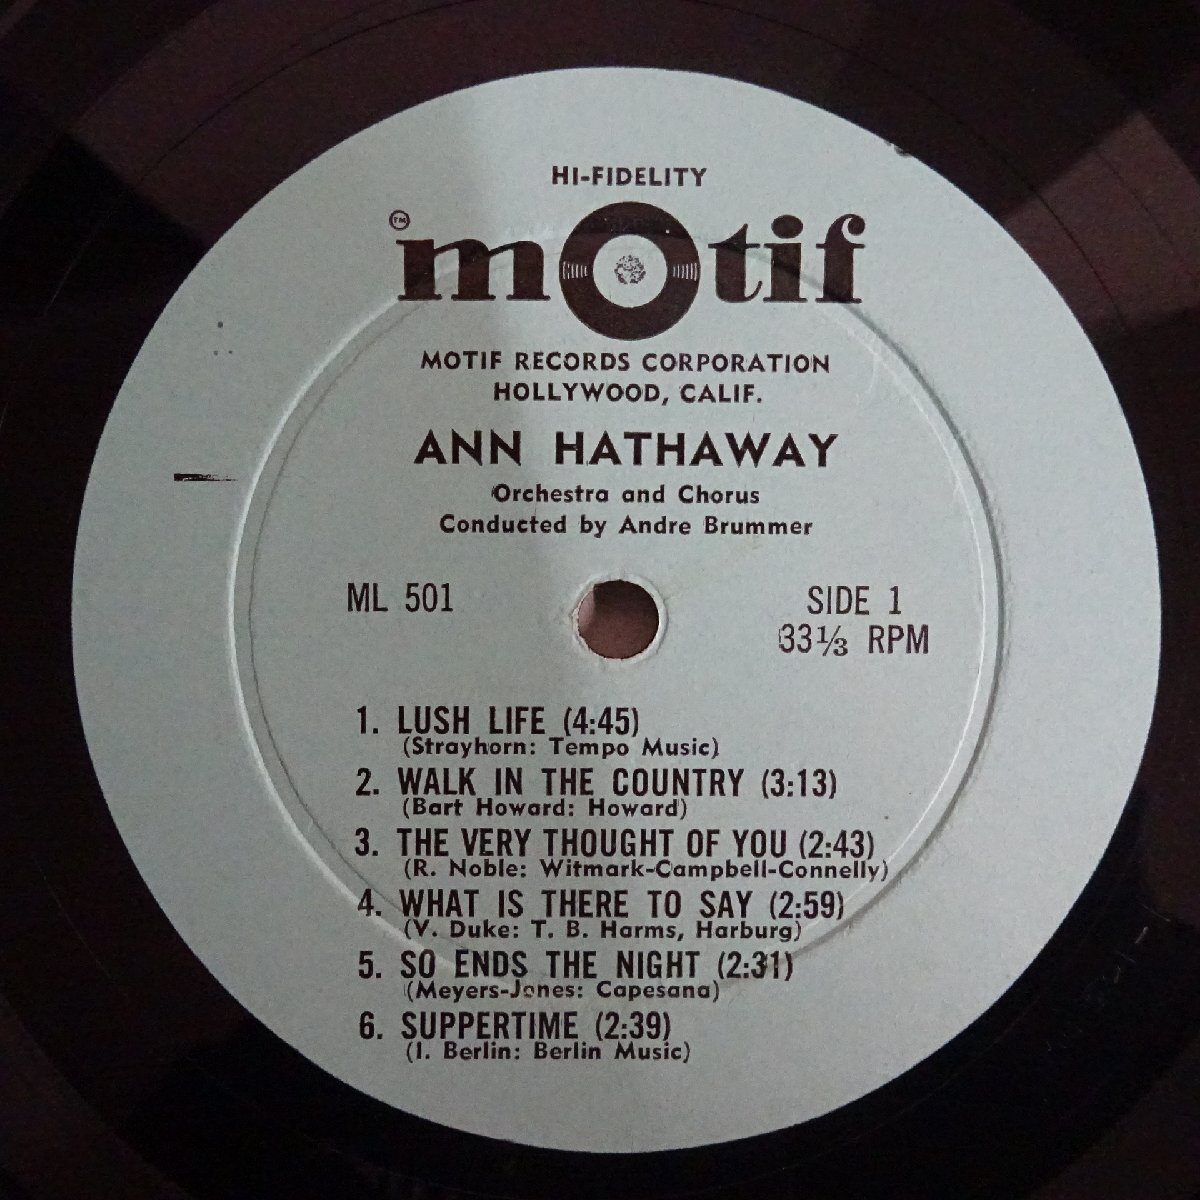 HI-FIDELITY
TM
motif
MOTIF RECORDS CORPORATION
HOLLYWOOD, CALIF.
ANN HATHAWAY
Orchestra and Chorus
Conducted by Andre Brummer
ML 501
SIDE 1
33⅓ RPM
1. LUSH LIFE (4:45)
(Strayhorn: Tempo Music)
2. WALK IN THE COUNTRY (3:13)
(Bart Howard: Howard)
3. THE VERY THOUGHT OF YOU (2:43)
(R. Noble: Witmark-Campbell-Connelly)
4. WHAT IS THERE TO SAY (2:59)
(V. Duke: T. B. Harms, Harburg)
5. SO ENDS THE NIGHT (2:31)
(Meyers-Jones: Capesana)
6. SUPPERTIME (2:39)
(I. Berlin: Berlin Music)